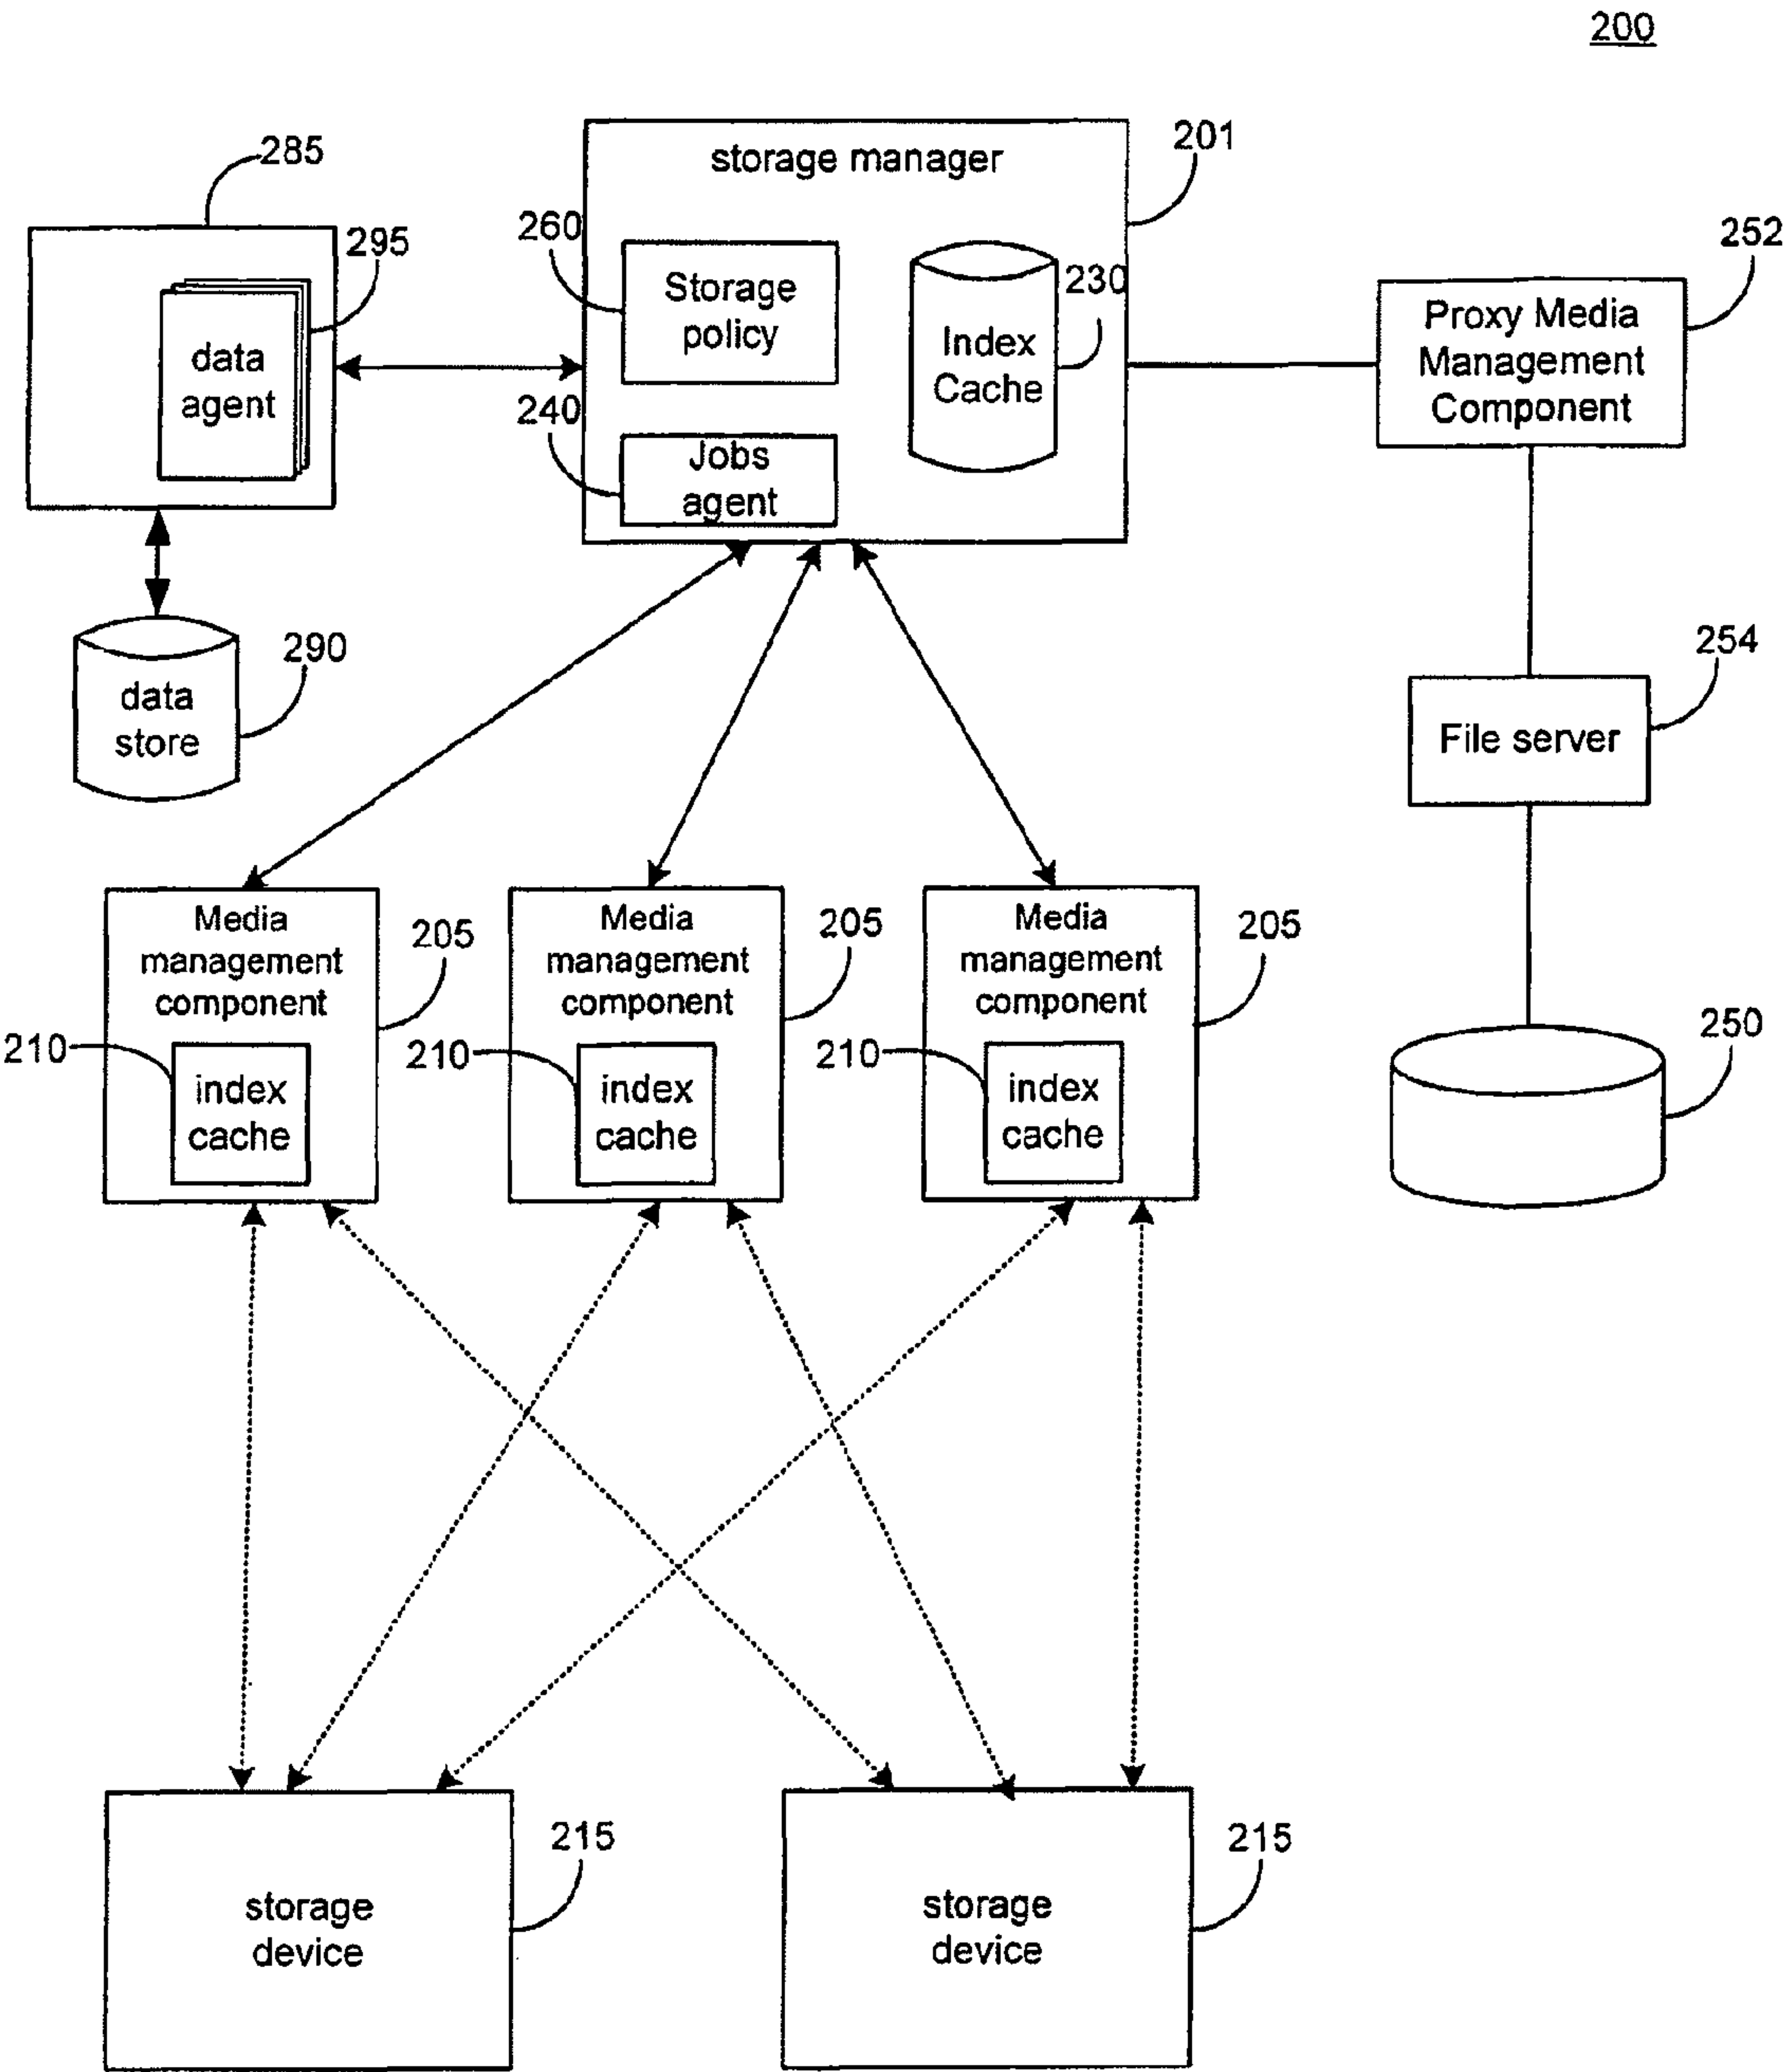 200
285
295
data
agent
290
data
store
storage manager
201
260
Storage
policy
230
Index
Cache
240
Jobs
agent
252
Proxy Media
Management
Component
254
File server
250
Media
management
component
205
210
index
cache
Media
management
component
205
210
index
cache
Media
management
component
205
210
index
cache
storage
device
215
storage
device
215